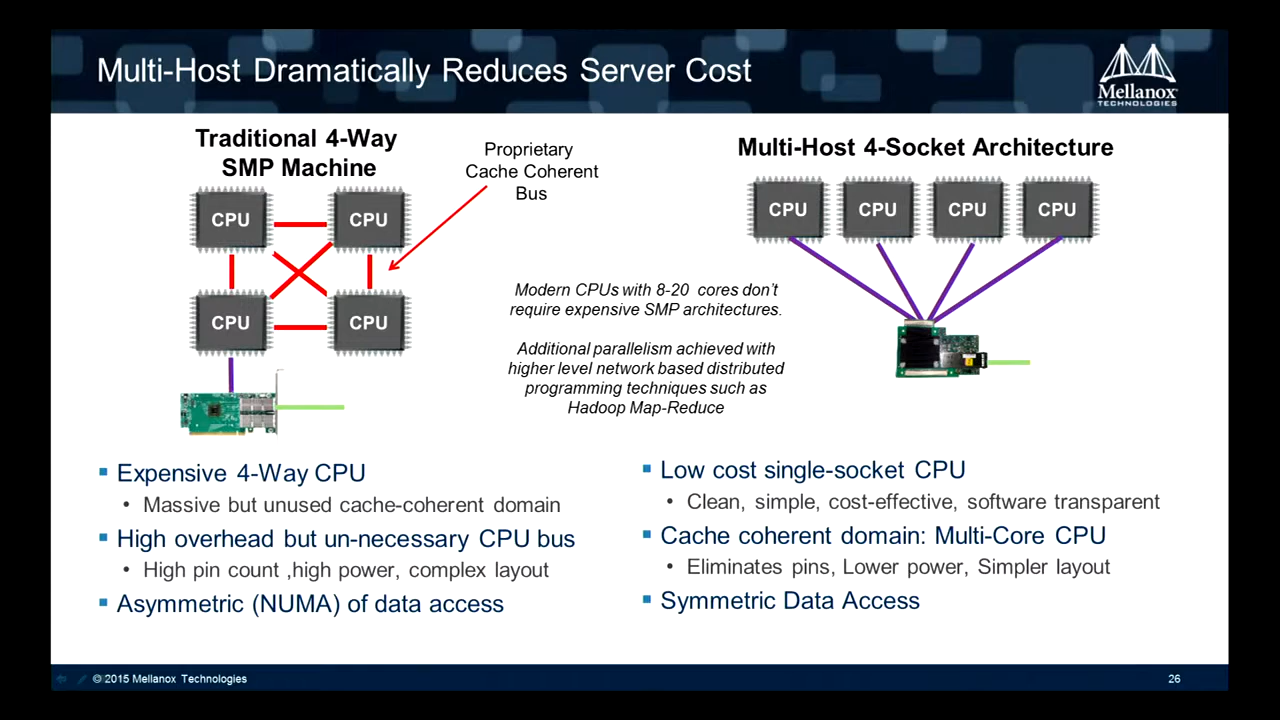 Multi-Host Dramatically Reduces Server Cost
Mellanox
TECHNOLOGIES
Traditional 4-Way
SMP Machine
CPU
CPU
CPU
CPU
Proprietary
Cache Coherent
Bus
Multi-Host 4-Socket Architecture
CPU
CPU
CPU
CPU
Modern CPUs with 8-20 cores don't
require expensive SMP architectures.
Additional parallelism achieved with
higher level network based distributed
programming techniques such as
Hadoop Map-Reduce
▪ Expensive 4-Way CPU
• Massive but unused cache-coherent domain
▪ High overhead but un-necessary CPU bus
• High pin count ,high power, complex layout
▪ Asymmetric (NUMA) of data access
▪ Low cost single-socket CPU
• Clean, simple, cost-effective, software transparent
▪ Cache coherent domain: Multi-Core CPU
• Eliminates pins, Lower power, Simpler layout
▪ Symmetric Data Access
© 2015 Mellanox Technologies
26